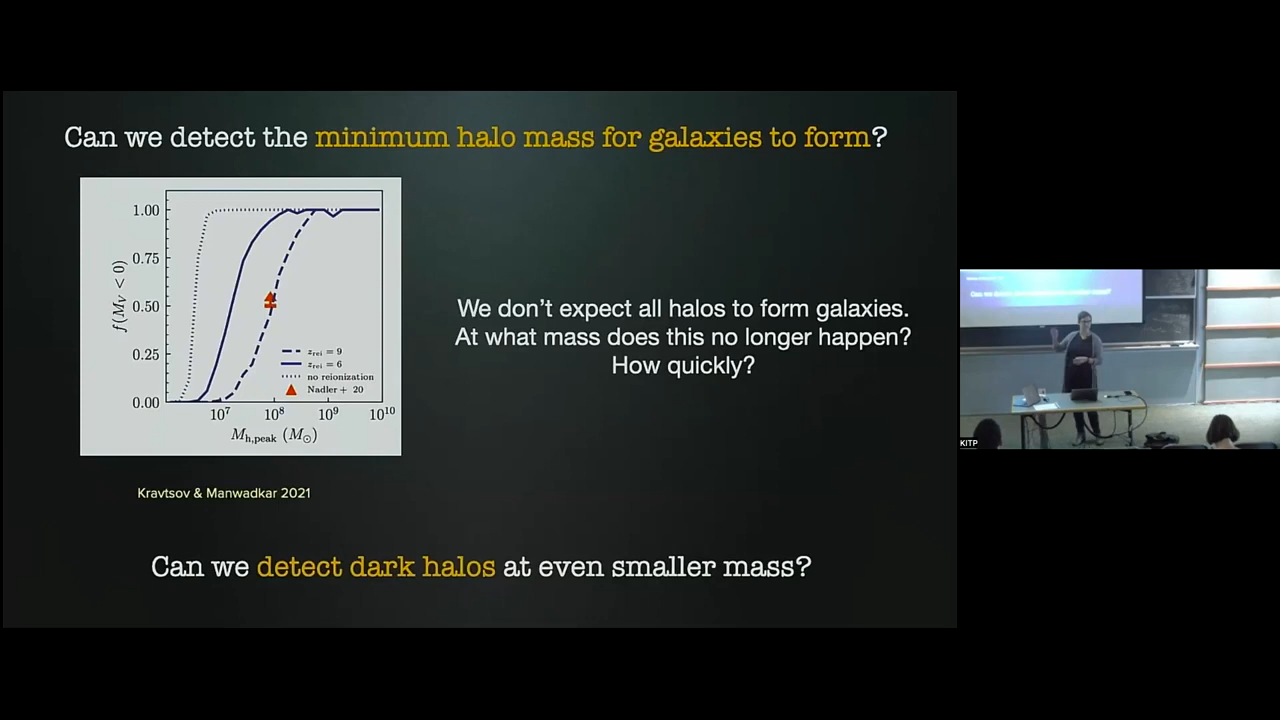 Can we detect the minimum halo mass for galaxies to form?
f(M_V < 0)
1.00
0.75
0.50
0.25
0.00
z_rei = 9
z_rei = 6
no reionization
Nadler + 20
10^7
10^8
10^9
10^10
M_h,peak (M_⊙)
Kravtsov & Manwadkar 2021
We don’t expect all halos to form galaxies.
At what mass does this no longer happen?
How quickly?
Can we detect dark halos at even smaller mass?
KITP